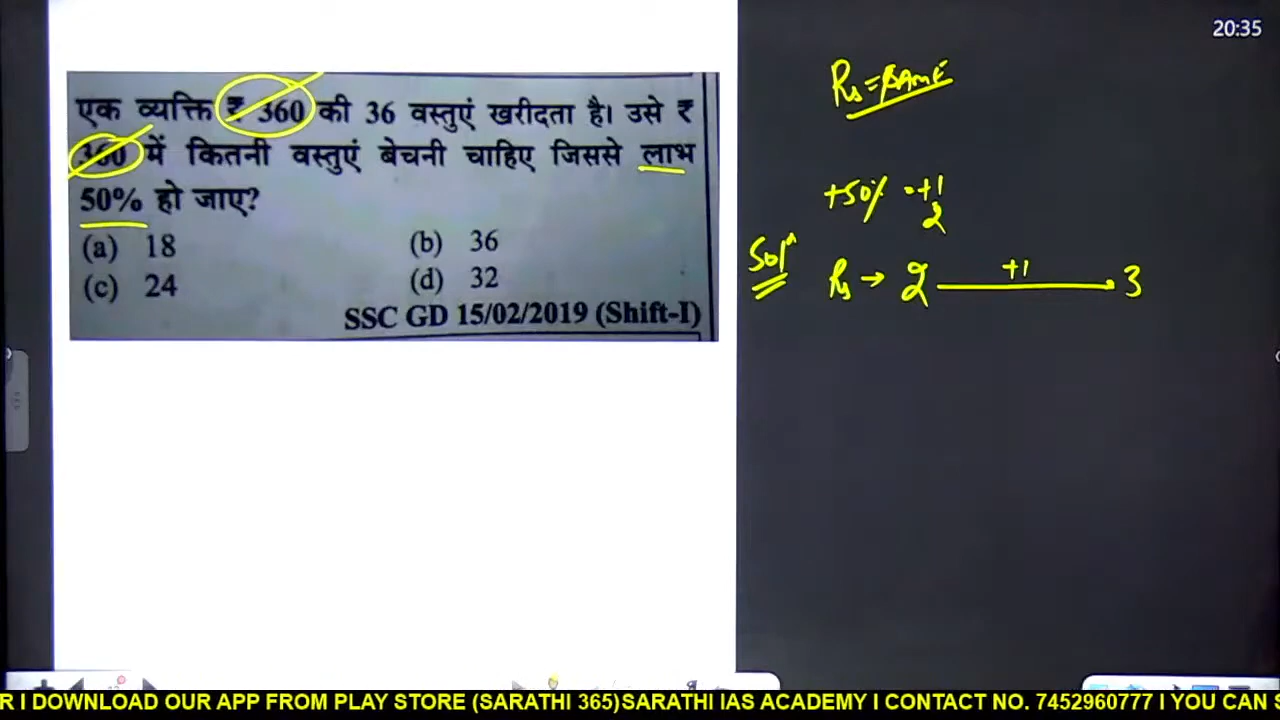 20:35
एक व्यक्ति ₹ 360 की 36 वस्तुएं खरीदता है। उसे ₹
360 में कितनी वस्तुएं बेचनी चाहिए जिससे लाभ
50% हो जाए?
(a) 18 (b) 36
(c) 24 (d) 32
SSC GD 15/02/2019 (Shift-I)
Rs = SAME
+50% = +1
2
Solⁿ
Rs → 2 +1 3
R I DOWNLOAD OUR APP FROM PLAY STORE (SARATHI 365)SARATHI IAS ACADEMY I CONTACT NO. 7452960777 I YOU CAN S